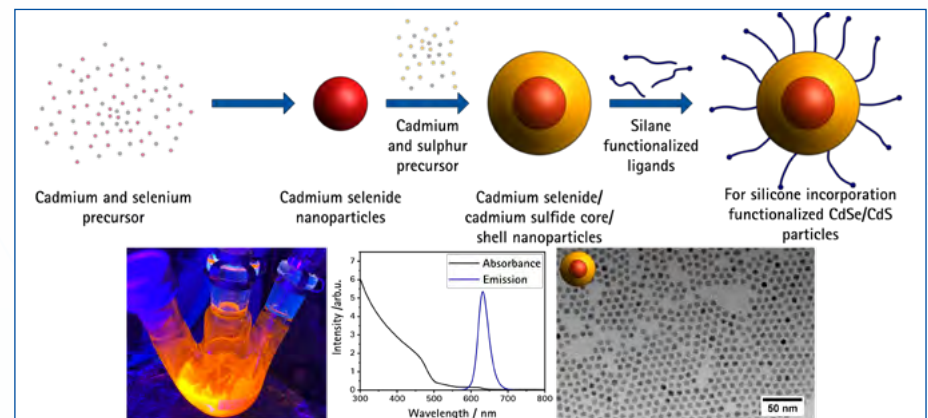 Cadmium and selenium
precursor
Cadmium selenide
nanoparticles
Cadmium
and sulphur
precursor
Cadmium selenide/
cadmium sulfide core/
shell nanoparticles
Silane
functionalized
ligands
For silicone incorporation
functionalized CdSe/CdS
particles
Intensity /arb.u.
7
6
5
4
3
2
1
0
Absorbance
Emission
300 400 500 600 700 800
Wavelength / nm
50 nm